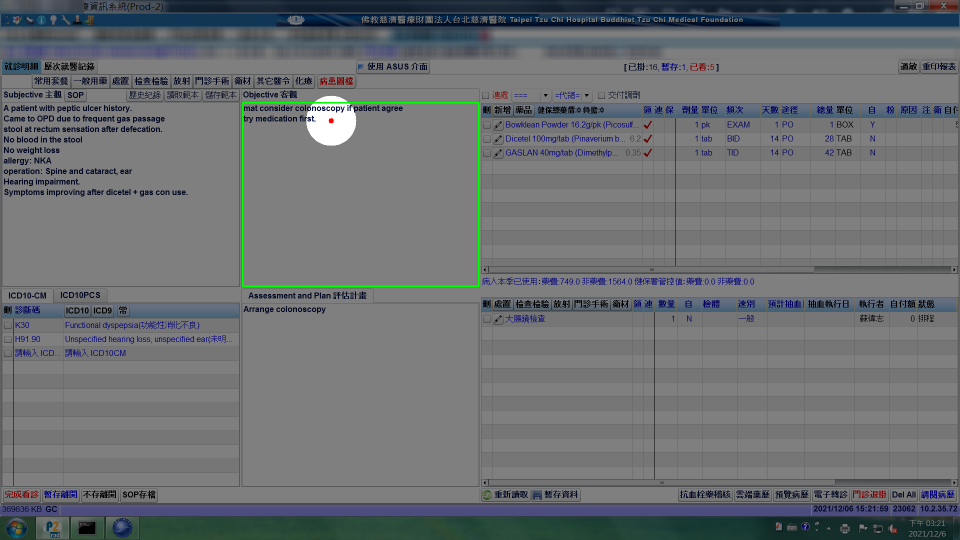 資訊系統(Prod-2)
佛教慈濟醫療財團法人台北慈濟醫院 Taipei Tzu Chi Hospital Buddhist Tzu Chi Medical Foundation
就診明細 歷次就醫記錄
使用 ASUS 介面
[已掛:16,暫存:1,已看:5]
過敏 重印報表
常用套餐 一般用藥 處置 檢查檢驗 放射 門診手術 衛材 其它醫令 化療 病患圖檔
Subjective 主觀 SOP 歷史紀錄 讀取範本 儲存範本
A patient with peptic ulcer history.
Came to OPD due to frequent gas passage
stool at rectum sensation after defecation.
No blood in the stool
No weight loss
allergy: NKA
operation: Spine and cataract, ear
Hearing impairment.
Symptoms improving after dicetel + gas con use.
Objective 客觀
mat consider colonoscopy if patient agree
try medication first.
連處 === =代領= 交付調劑
刪 新增 藥品 健保總藥價:0 負擔:0 領 連 保 劑量 單位 頻次 天數 途徑 總量 單位 自 粉 原因 注 衛 自付
Bowklean Powder 16.2g/pk (Picosulf... 1 pk EXAM 1 PO 1 BOX Y
Dicetel 100mg/tab (Pinaverium b... 6.2 1 tab BID 14 PO 28 TAB N
GASLAN 40mg/tab (Dimethylp... 0.35 1 tab TID 14 PO 42 TAB N
病人本季已使用:藥費:749.0 非藥費:1564.0 健保署管控值:藥費:0.0 非藥費:0.0
ICD10-CM ICD10PCS
刪 診斷碼 ICD10 ICD9 常
K30 Functional dyspepsia(功能性消化不良)
H91.90 Unspecified hearing loss, unspecified ear(未明...
請輸入 ICD... 請輸入 ICD10CM
Assessment and Plan 評估計畫
Arrange colonoscopy
刪 處置 檢查檢驗 放射 門診手術 衛材 領 連 數量 自 檢體 速別 預計抽血 抽血執行日 執行者 自付額 狀態
大腸鏡檢查 1 N 一般 蘇偉志 0 排程
完成看診 暫存離開 不存離開 SOP存檔
重新讀取 暫存資料
抗血栓藥稽核 雲端藥歷 預覽病歷 電子轉診 門診退掛 Del All 調閱病歷
369636 KB GC
2021/12/06 15:21:59 23062 10.2.35.72
下午 03:21
2021/12/6